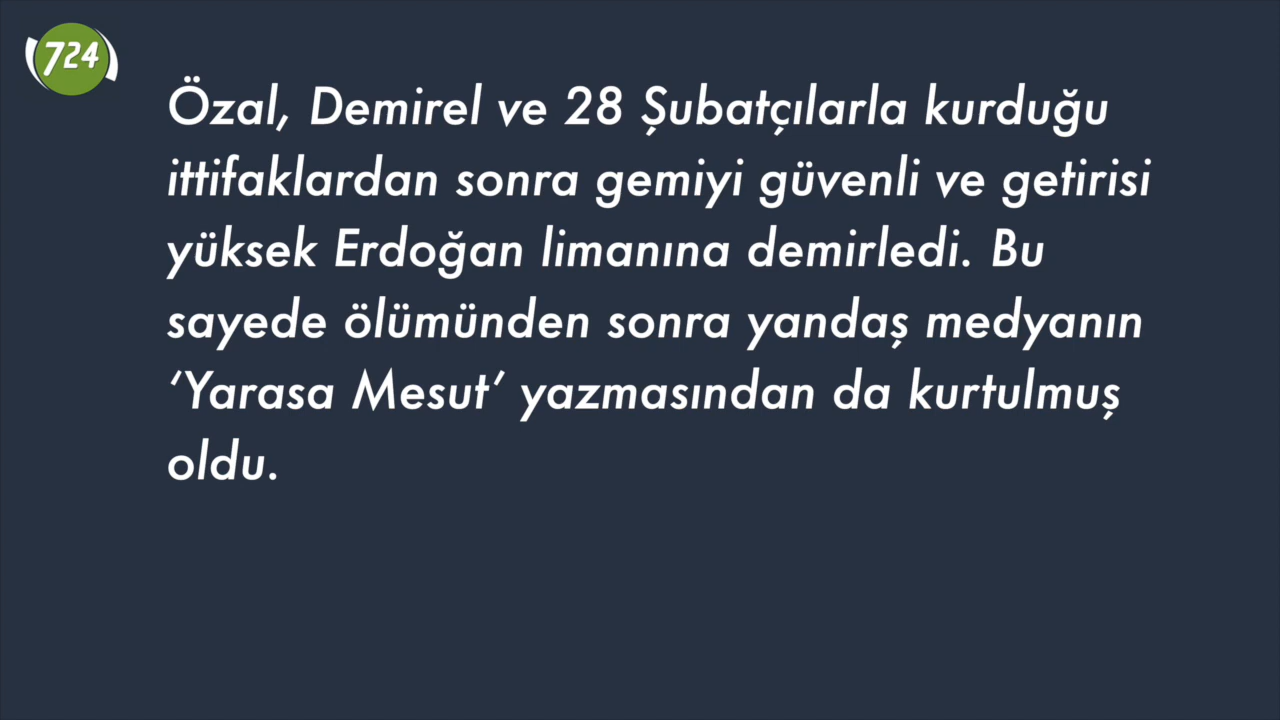 724
Özal, Demirel ve 28 Şubatçılarla kurduğu
ittifaklardan sonra gemiyi güvenli ve getirisi
yüksek Erdoğan limanına demirledi. Bu
sayede ölümünden sonra yandaş medyanın
‘Yarasa Mesut’ yazmasından da kurtulmuş
oldu.